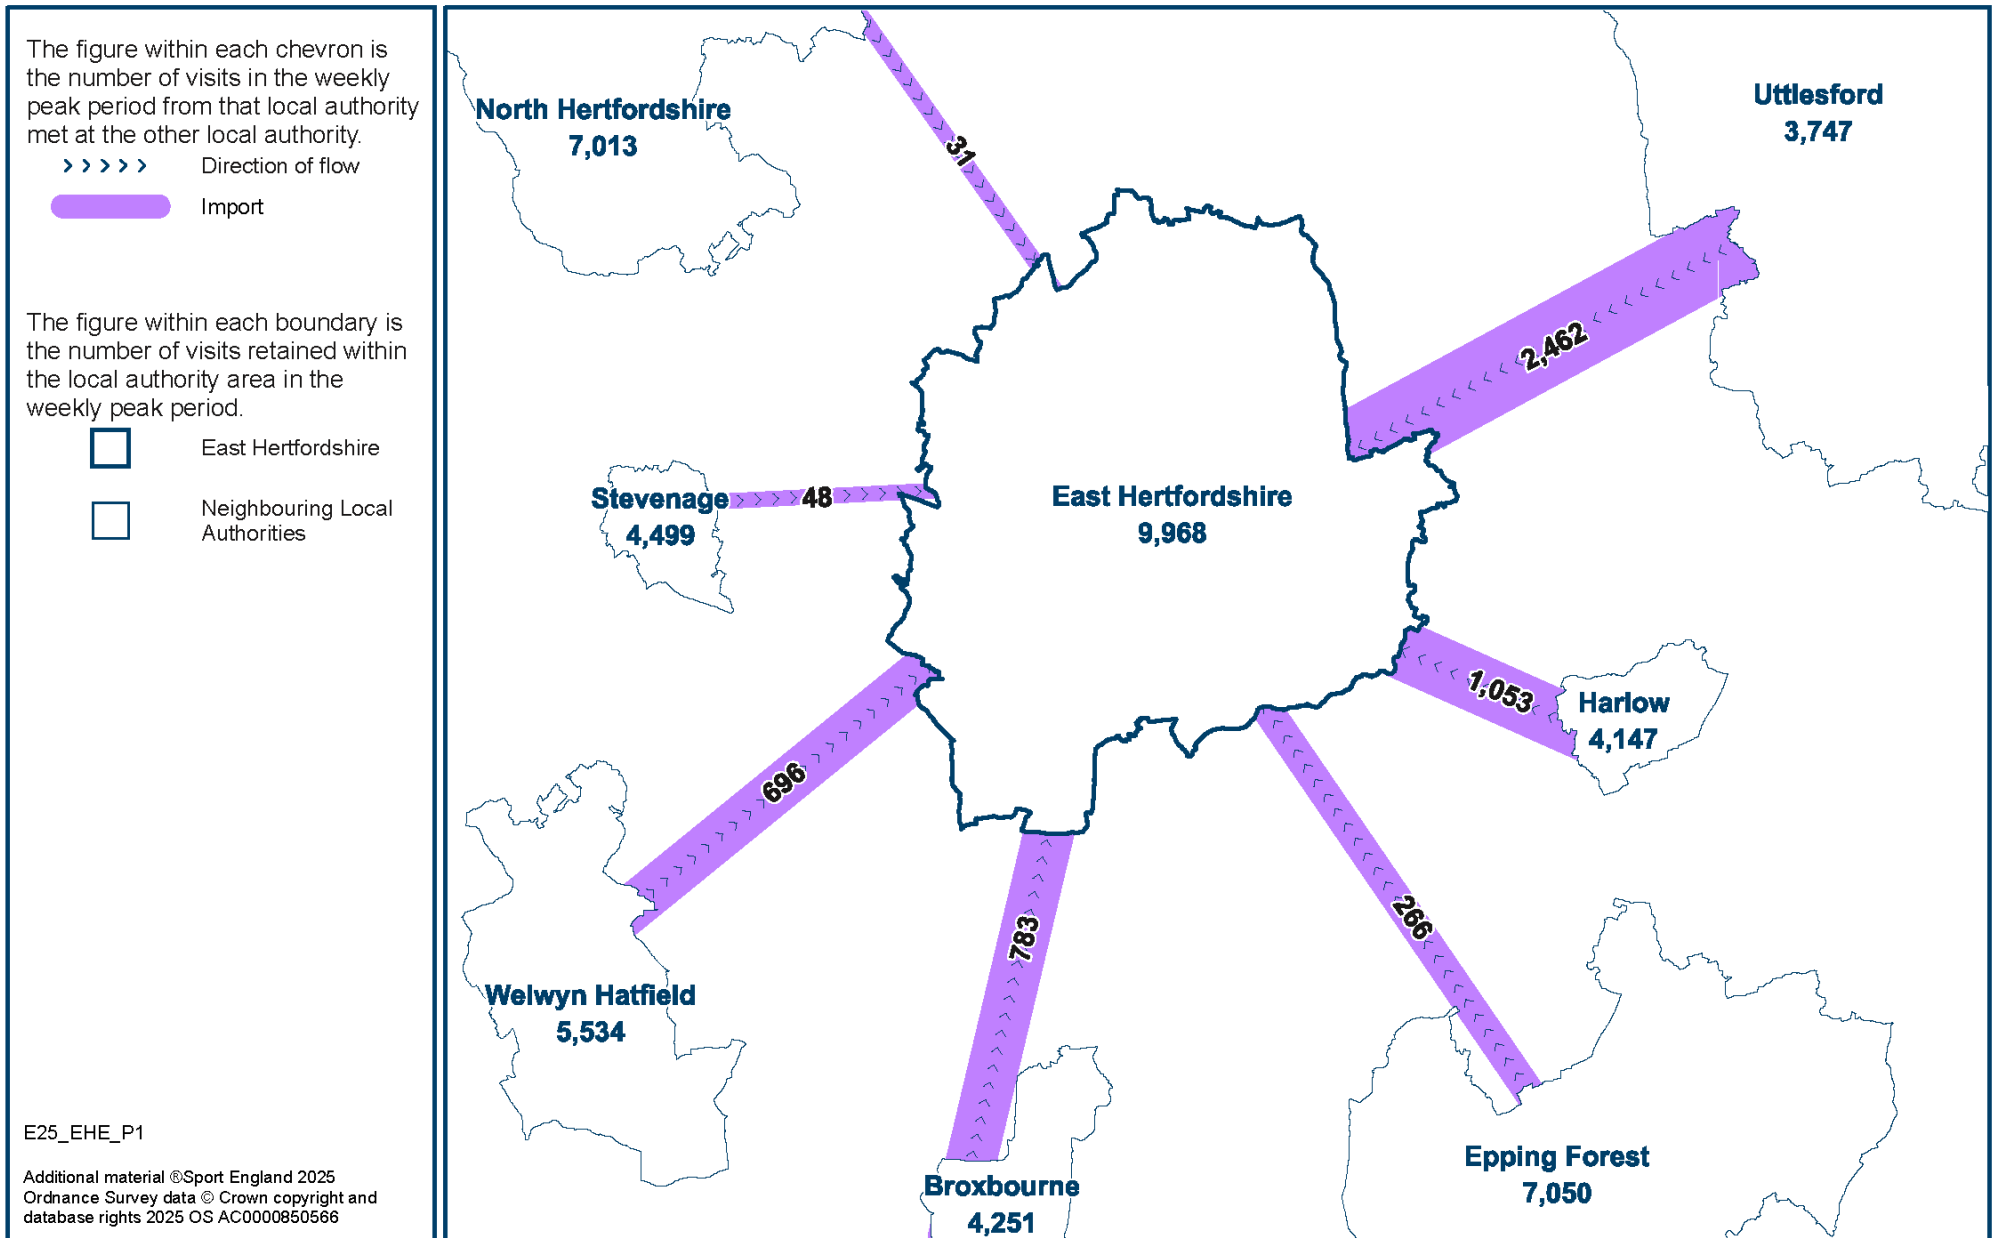 The figure within each chevron is
the number of visits in the weekly
peak period from that local authority
met at the other local authority.
Direction of flow
Import
The figure within each boundary is
the number of visits retained within
the local authority area in the
weekly peak period.
East Hertfordshire
Neighbouring Local
Authorities
E25_EHE_P1
Additional material ®Sport England 2025
Ordnance Survey data © Crown copyright and
database rights 2025 OS AC0000850566
North Hertfordshire
7,013
31
Uttlesford
3,747
2,462
Stevenage
4,499
48
East Hertfordshire
9,968
1,053
Harlow
4,147
696
783
266
Welwyn Hatfield
5,534
Broxbourne
4,251
Epping Forest
7,050